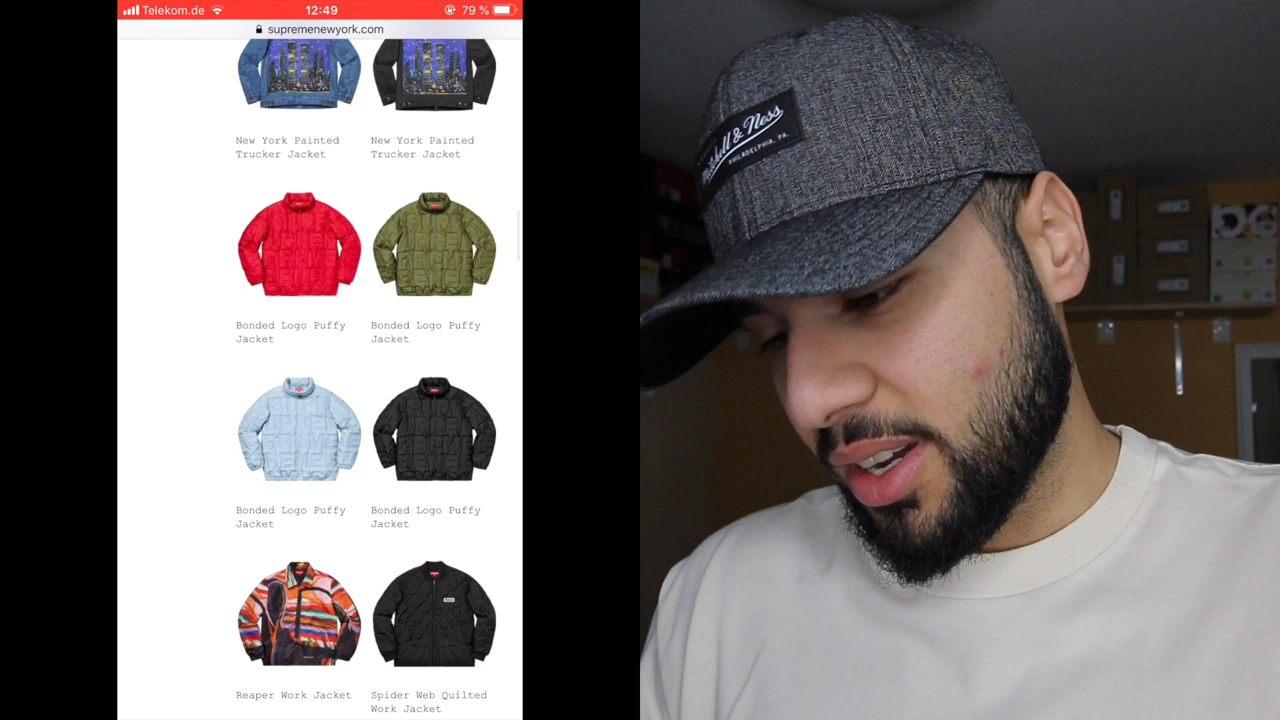 Telekom.de 12:49 79 %
supremenewyork.com
New York Painted
Trucker Jacket
New York Painted
Trucker Jacket
Bonded Logo Puffy
Jacket
Bonded Logo Puffy
Jacket
Bonded Logo Puffy
Jacket
Bonded Logo Puffy
Jacket
Reaper Work Jacket
Spider Web Quilted
Work Jacket
Mitchell & Ness
PHILADELPHIA, PA.